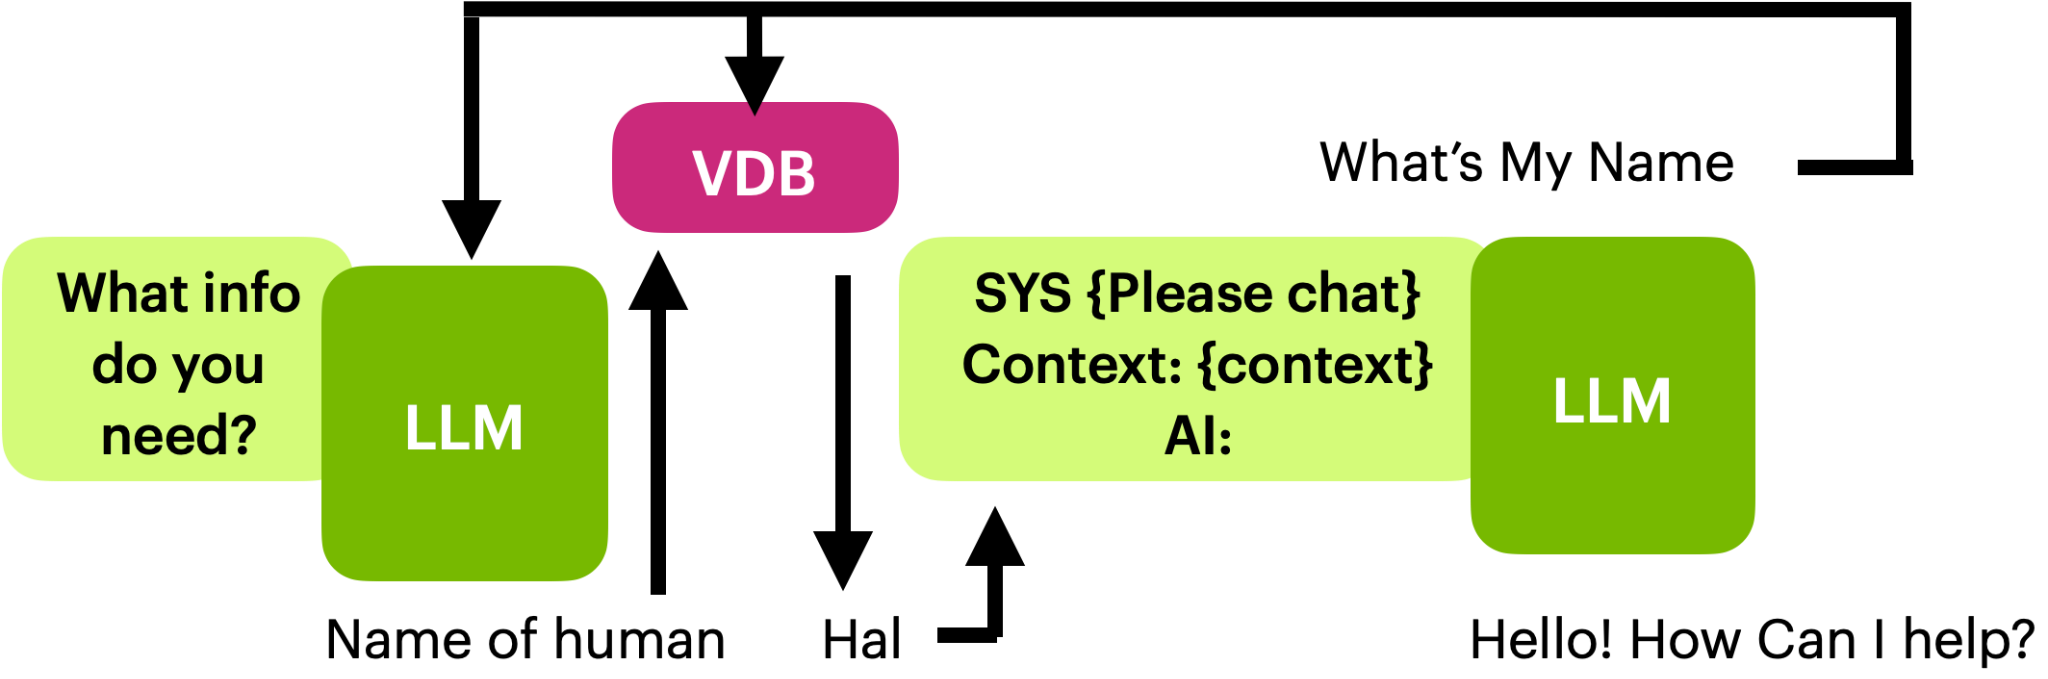 VDB
What's My Name
What info
do you
need?
LLM
SYS {Please chat}
Context: {context}
AI:
LLM
Name of human
Hal
Hello! How Can I help?